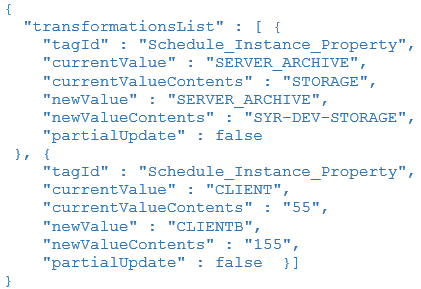 {
  "transformationsList" : [ {
    "tagId" : "Schedule_Instance_Property",
    "currentValue" : "SERVER_ARCHIVE",
    "currentValueContents" : "STORAGE",
    "newValue" : "SERVER_ARCHIVE",
    "newValueContents" : "SYR-DEV-STORAGE",
    "partialUpdate" : false
 }, {
    "tagId" : "Schedule_Instance_Property",
    "currentValue" : "CLIENT",
    "currentValueContents" : "55",
    "newValue" : "CLIENTB",
    "newValueContents" : "155",
    "partialUpdate" : false  }]
}